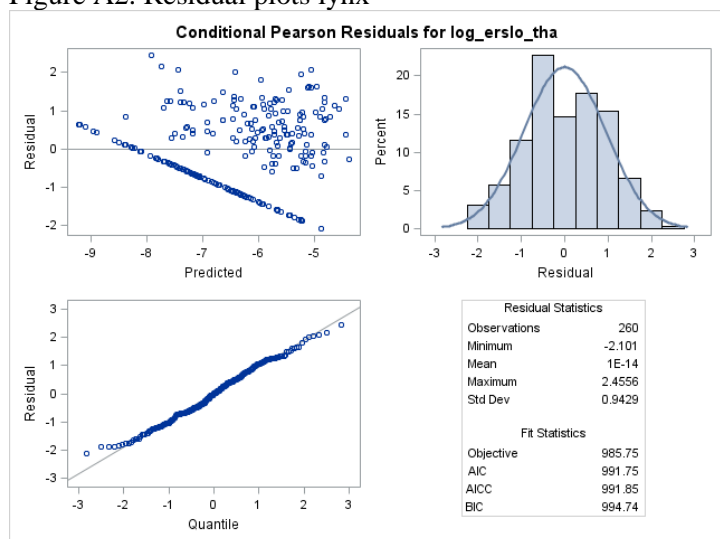 Figure A2: Residual plots lynx
Conditional Pearson Residuals for log_erslo_tha
2
1
0
-1
-2
Residual
-9 -8 -7 -6 -5
Predicted
20
15
10
5
0
Percent
-3 -2 -1 0 1 2 3
Residual
3
2
1
0
-1
-2
-3
Residual
-3 -2 -1 0 1 2 3
Quantile
Residual Statistics
Observations 260
Minimum -2.101
Mean 1E-14
Maximum 2.4556
Std Dev 0.9429
Fit Statistics
Objective 985.75
AIC 991.75
AICC 991.85
BIC 994.74